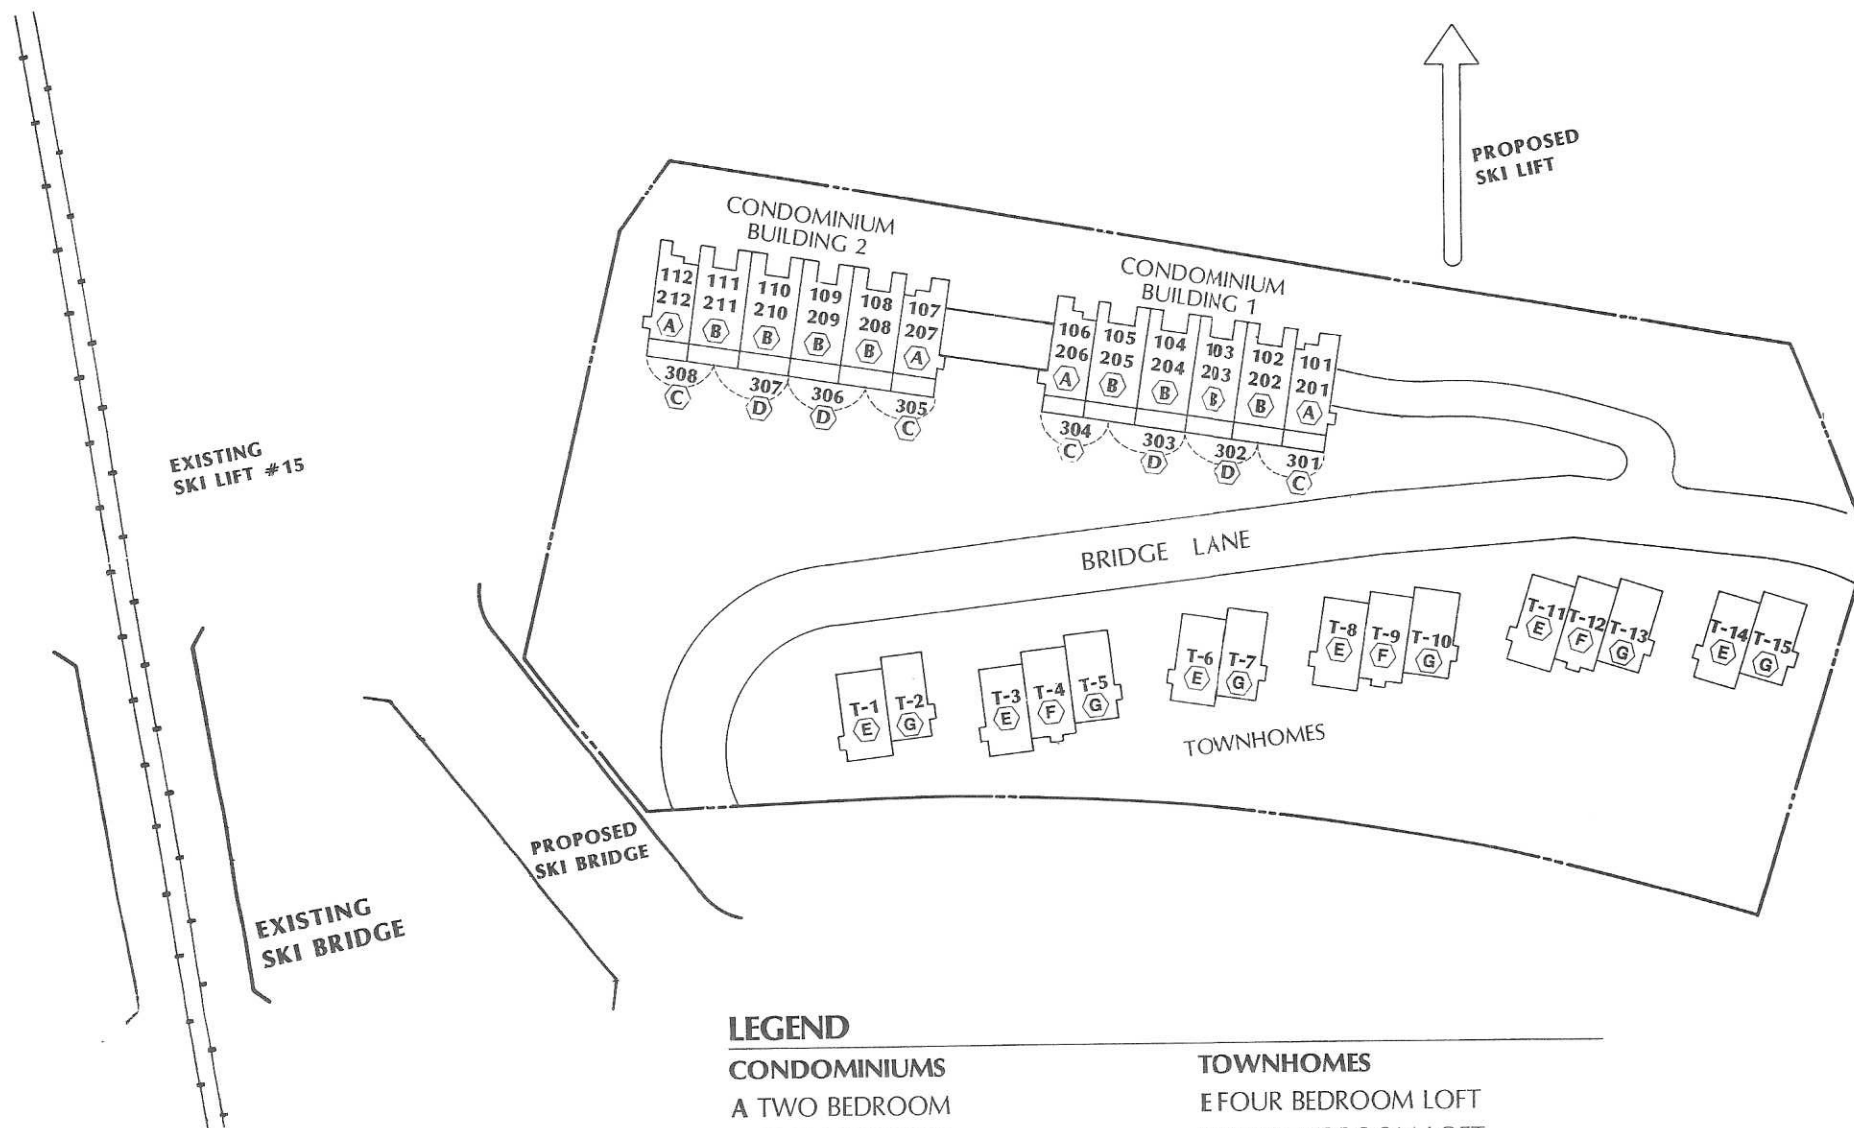 PROPOSED
SKI LIFT
CONDOMINIUM
BUILDING 2
112 111 110 109 108 107
212 211 210 209 208 207
A B B B B A
308 307 306 305
C D D C
CONDOMINIUM
BUILDING 1
106 105 104 103 102 101
206 205 204 203 202 201
A B B B B A
304 303 302 301
C D D C
EXISTING
SKI LIFT #15
BRIDGE LANE
T-1 T-2
E G
T-3 T-4 T-5
E F G
T-6 T-7
E G
T-8 T-9 T-10
E F G
T-11 T-12 T-13
E F G
T-14 T-15
E G
TOWNHOMES
PROPOSED
SKI BRIDGE
EXISTING
SKI BRIDGE
LEGEND
CONDOMINIUMS
A TWO BEDROOM
TOWNHOMES
E FOUR BEDROOM LOFT